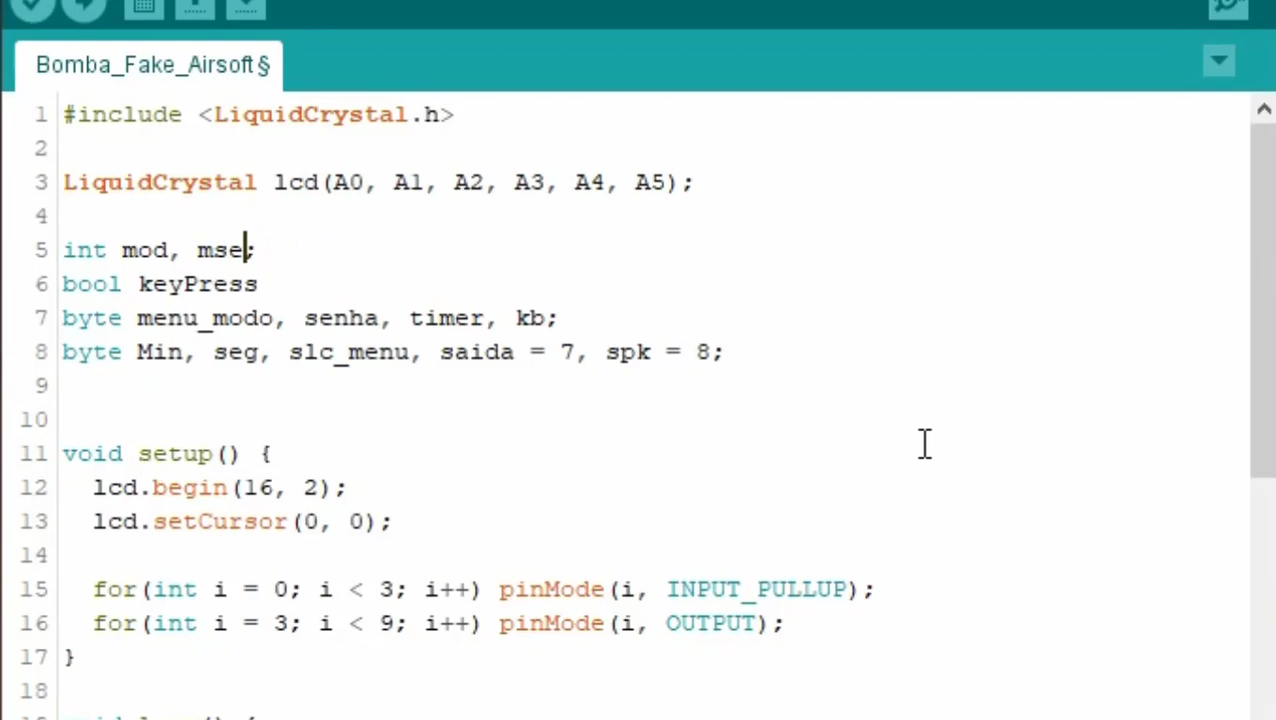 Bomba_Fake_Airsoft§
1 #include <LiquidCrystal.h>
2
3 LiquidCrystal lcd(A0, A1, A2, A3, A4, A5);
4
5 int mod, mse;
6 bool keyPress
7 byte menu_modo, senha, timer, kb;
8 byte Min, seg, slc_menu, saida = 7, spk = 8;
9
10
11 void setup() {
12   lcd.begin(16, 2);
13   lcd.setCursor(0, 0);
14
15   for(int i = 0; i < 3; i++) pinMode(i, INPUT_PULLUP);
16   for(int i = 3; i < 9; i++) pinMode(i, OUTPUT);
17 }
18